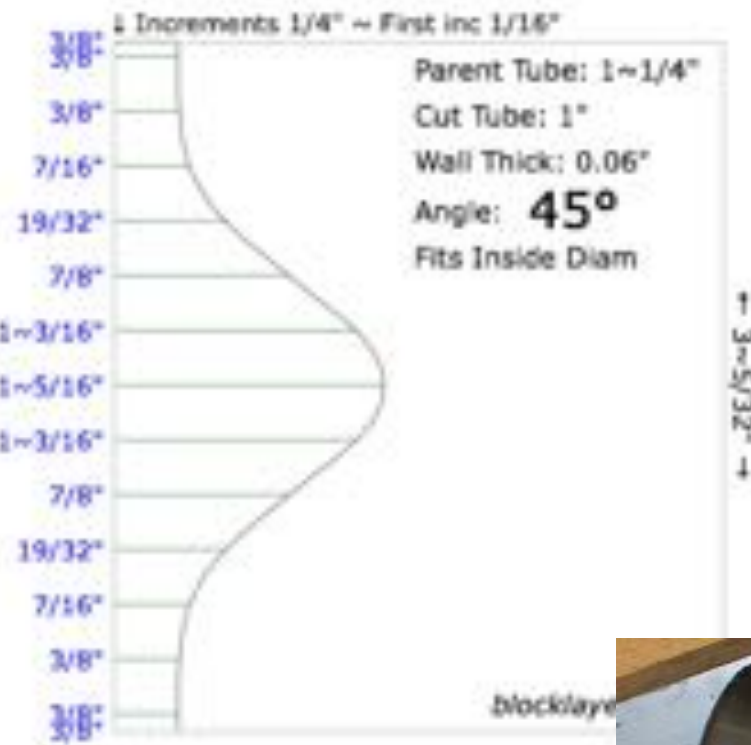 ↓ Increments 1/4" ~ First inc 1/16"
3/8"
3/8"
3/8"
7/16"
19/32"
7/8"
1~3/16"
1~5/16"
1~3/16"
7/8"
19/32"
7/16"
3/8"
3/8"
3/8"
Parent Tube: 1~1/4"
Cut Tube: 1"
Wall Thick: 0.06"
Angle: 45º
Fits Inside Diam
↑ 3~5/32" ↓
blocklaye